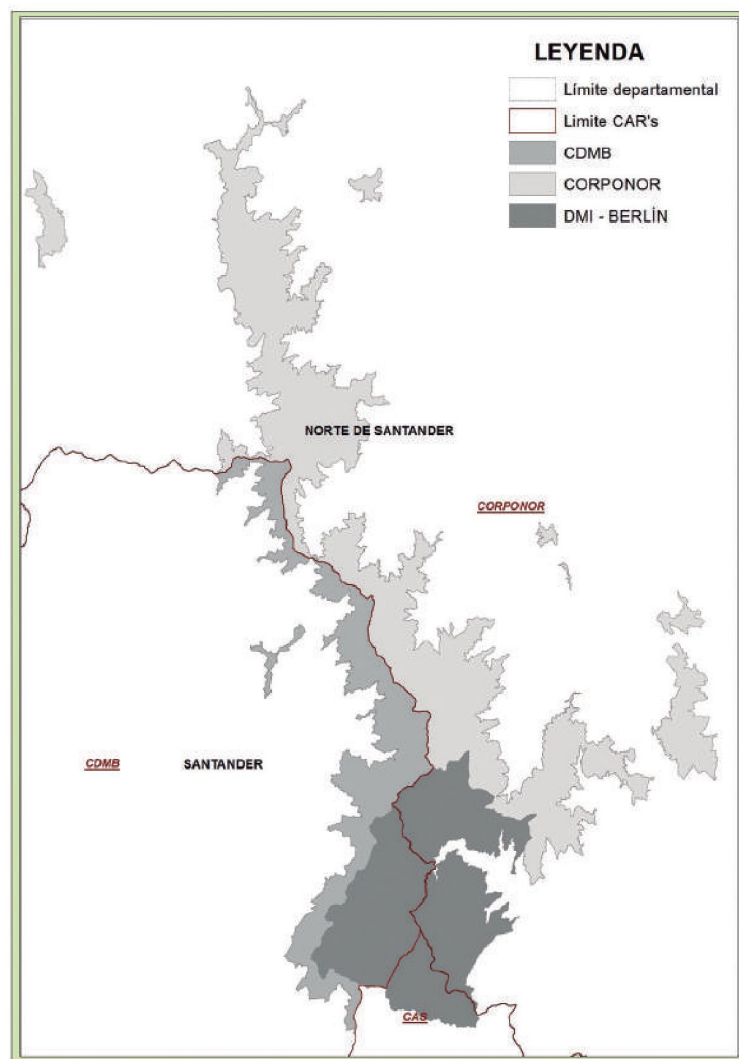 LEYENDA
Límite departamental
Limite CAR's
CDMB
CORPONOR
DMI - BERLÍN
NORTE DE SANTANDER
CORPONOR
CDMB
SANTANDER
CAS